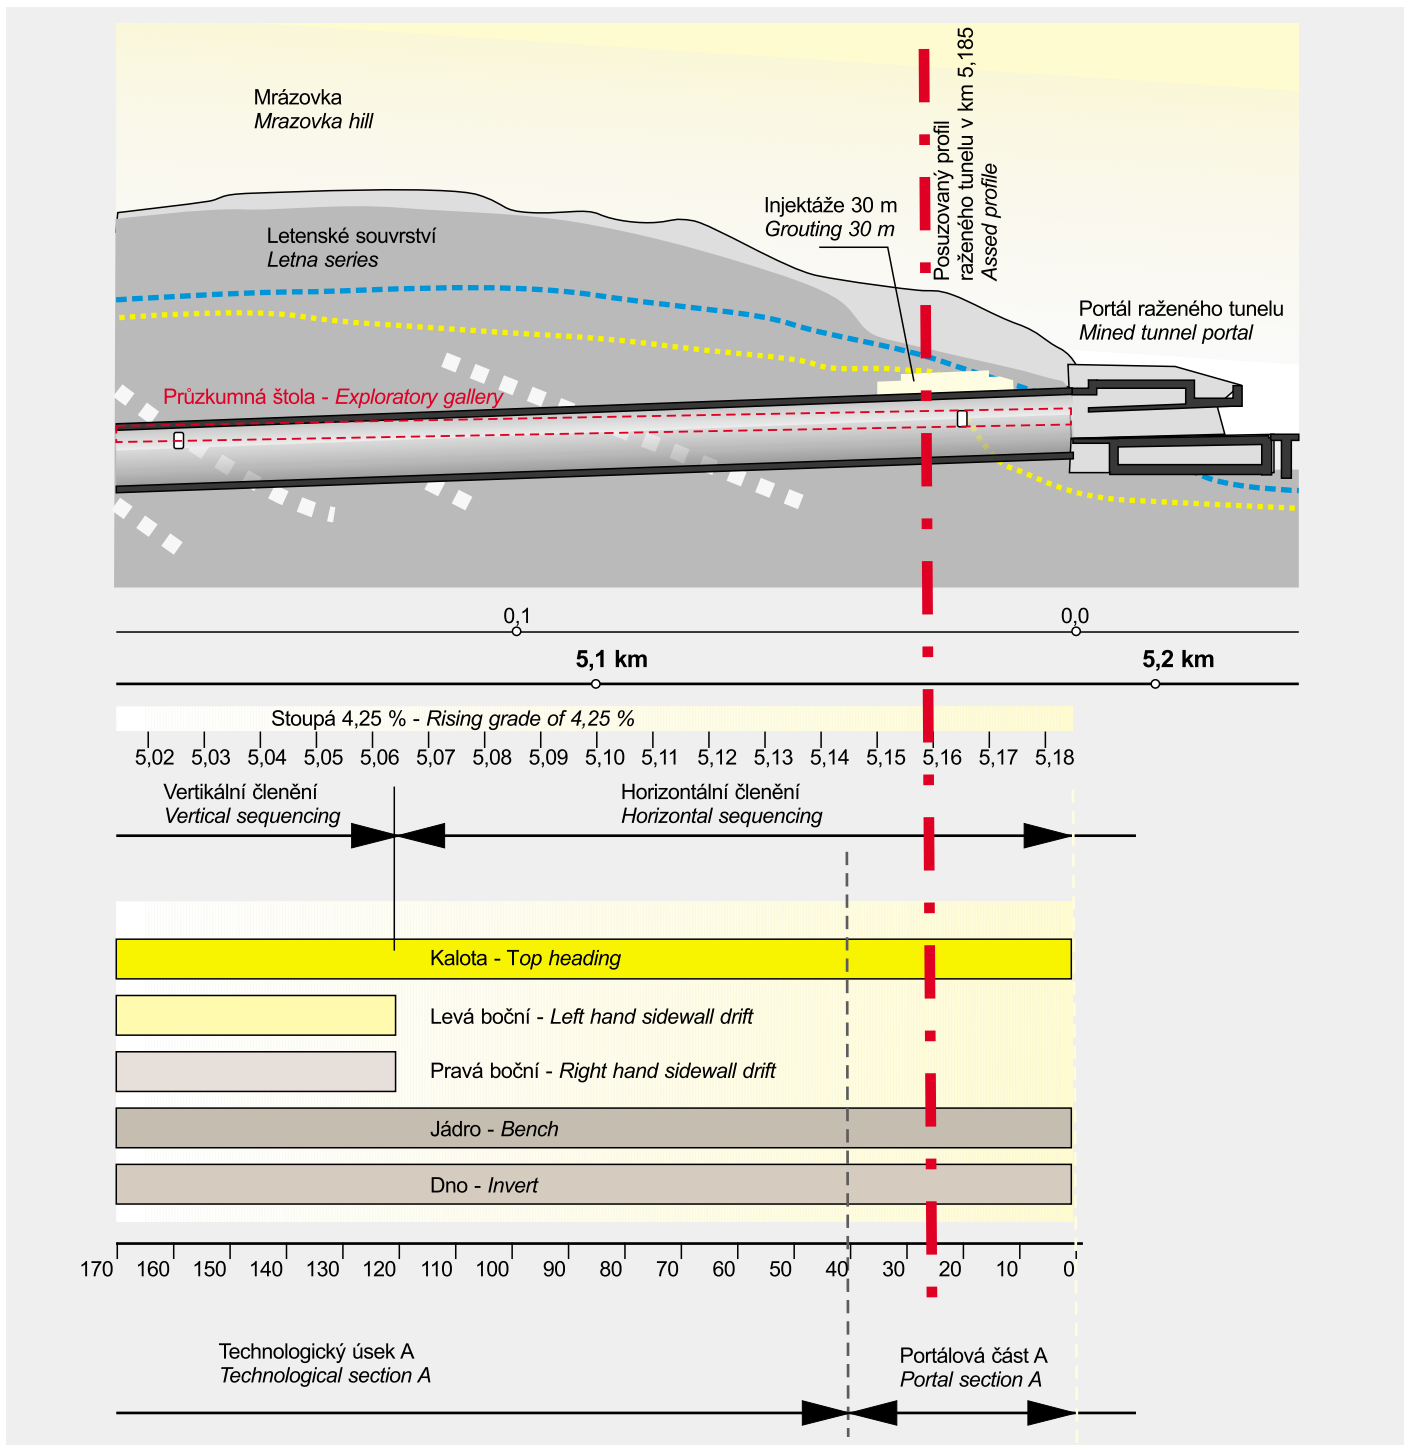 Mrázovka
Mrazovka hill
Posuzovaný profil
raženého tunelu v km 5,185
Assed profile
Injektáže 30 m
Grouting 30 m
Letenské souvrství
Letna series
Portál raženého tunelu
Mined tunnel portal
Průzkumná štola - Exploratory gallery
0,1 0,0
5,1 km 5,2 km
Stoupá 4,25 % - Rising grade of 4,25 %
5,02 5,03 5,04 5,05 5,06 5,07 5,08 5,09 5,10 5,11 5,12 5,13 5,14 5,15 5,16 5,17 5,18
Vertikální členění
Vertical sequencing
Horizontální členění
Horizontal sequencing
Kalota - Top heading
Levá boční - Left hand sidewall drift
Pravá boční - Right hand sidewall drift
Jádro - Bench
Dno - Invert
170 160 150 140 130 120 110 100 90 80 70 60 50 40 30 20 10 0
Technologický úsek A
Technological section A
Portálová část A
Portal section A